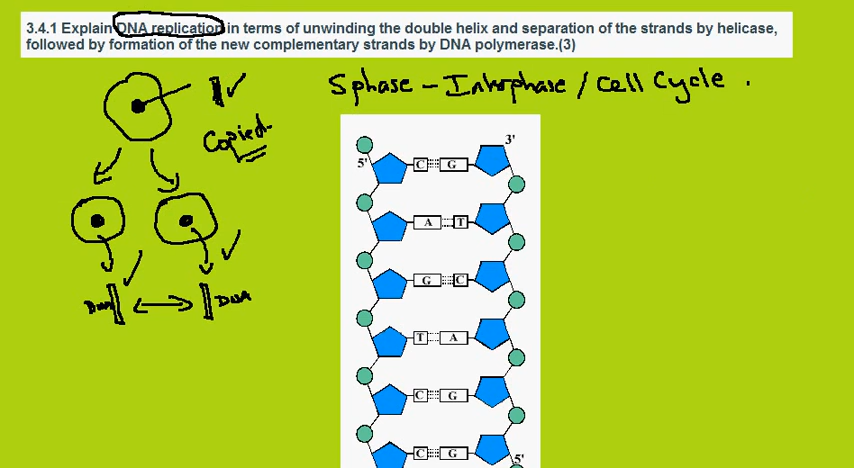 3.4.1 Explain DNA replication in terms of unwinding the double helix and separation of the strands by helicase,
followed by formation of the new complementary strands by DNA polymerase.(3)
Sphase - Interphase / Cell Cycle .
Copied
3'
5'
C G
A T
G C
T A
C G
C G
5'
DNA
DNA